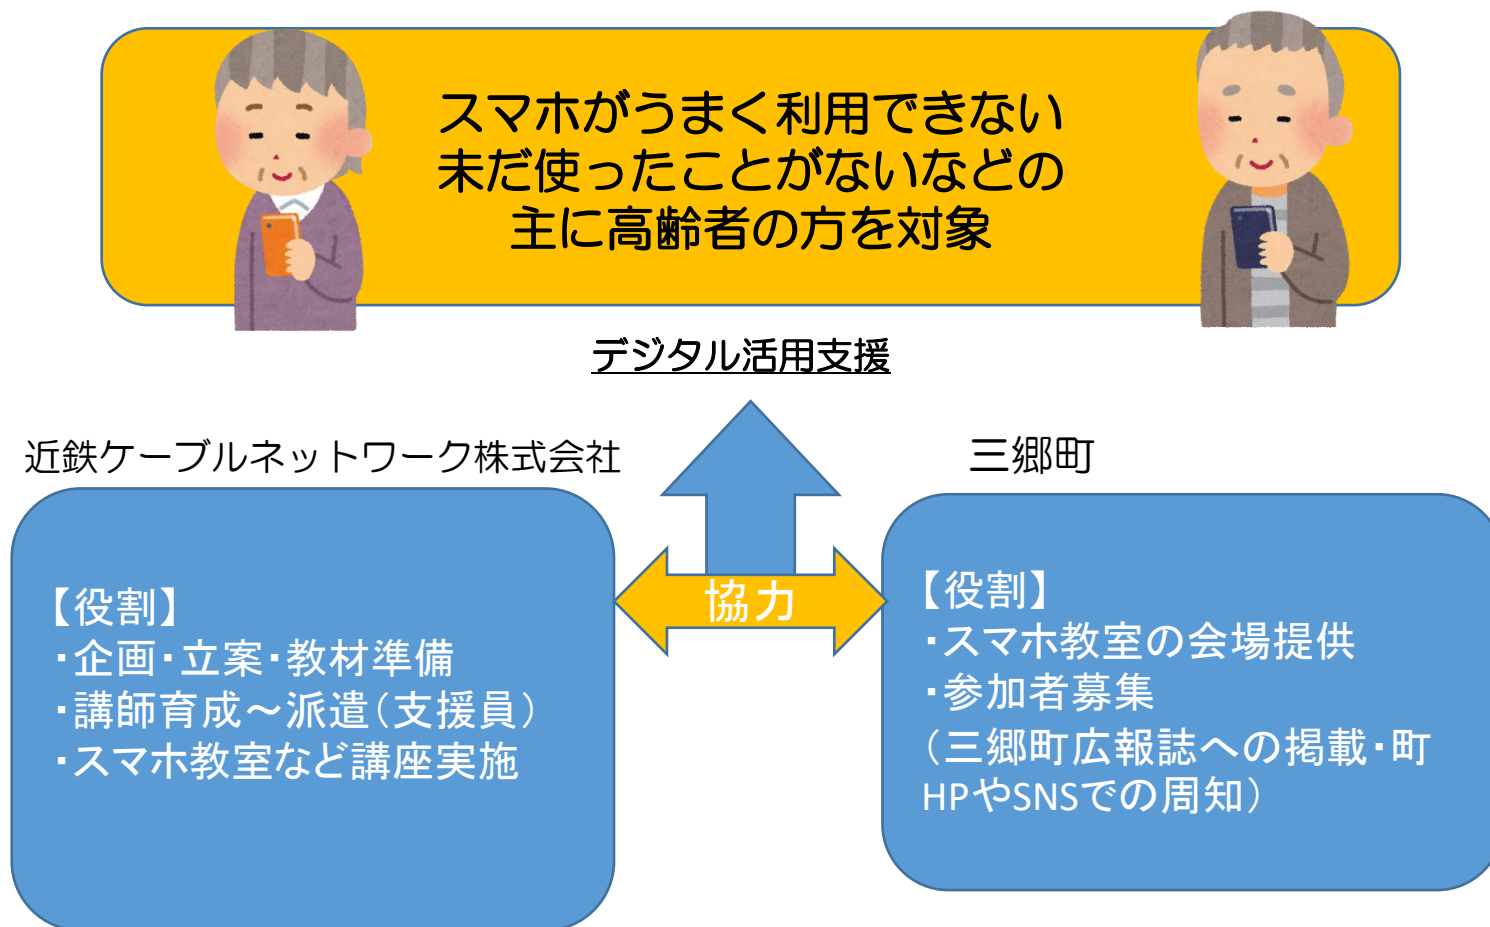 スマホがうまく利用できない
未だ使ったことがないなどの
主に高齢者の方を対象
デジタル活用支援
近鉄ケーブルネットワーク株式会社
【役割】
・企画・立案・教材準備
・講師育成～派遣（支援員）
・スマホ教室など講座実施
協力
三郷町
【役割】
・スマホ教室の会場提供
・参加者募集
（三郷町広報誌への掲載・町
HPやSNSでの周知）